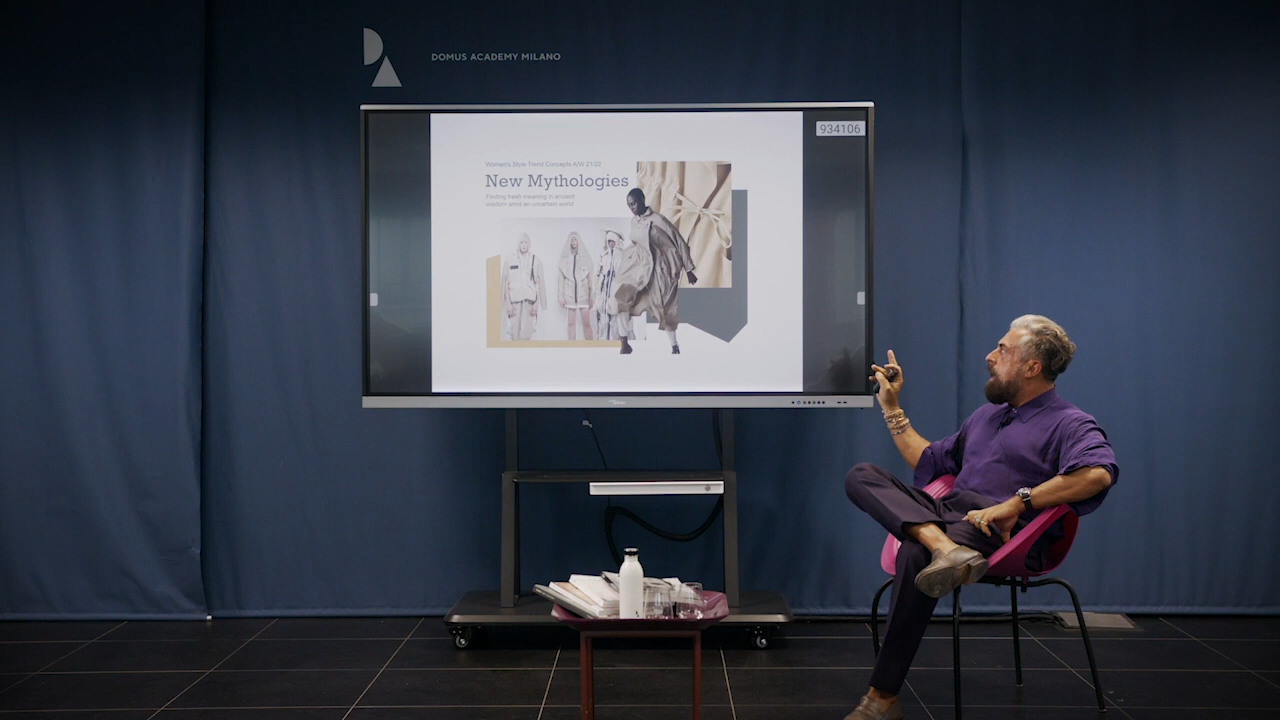 DOMUS ACADEMY MILANO
934106
Women's Style Trend Concepts A/W 21/22
New Mythologies
Finding fresh meaning in ancient
wisdom amid an uncertain world